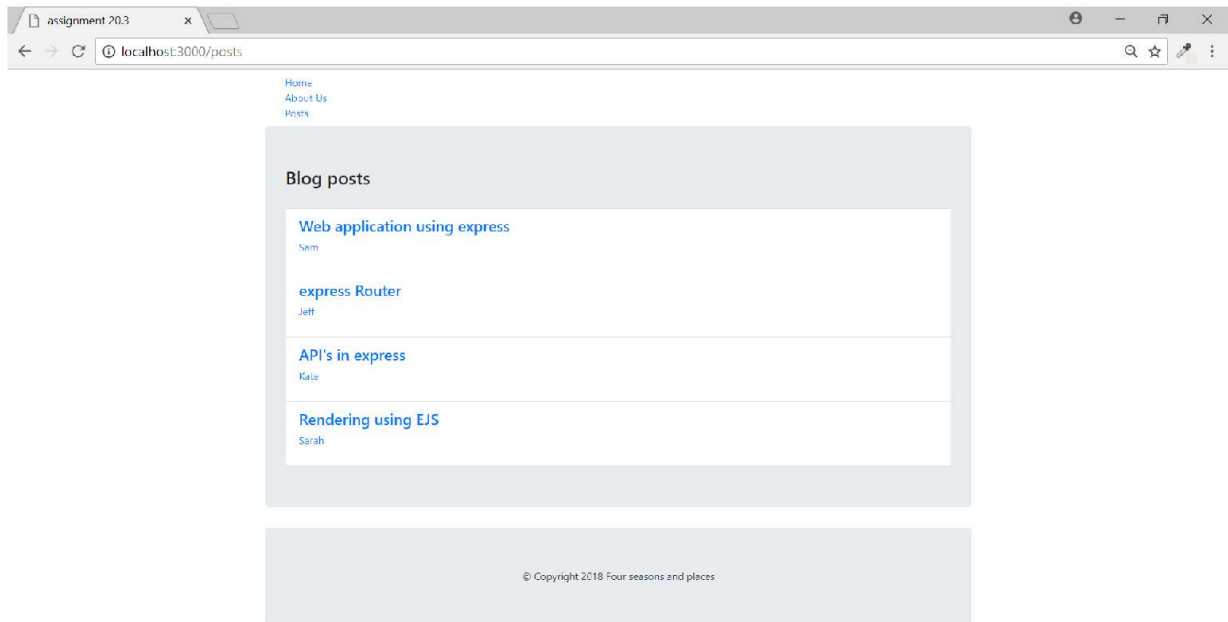 assignment 20.3
localhost:3000/posts
Home
About Us
Posts
Blog posts
Web application using express
Sam
express Router
Jeff
API's in express
Kate
Rendering using EJS
Sarah
© Copyright 2018 Four seasons and places